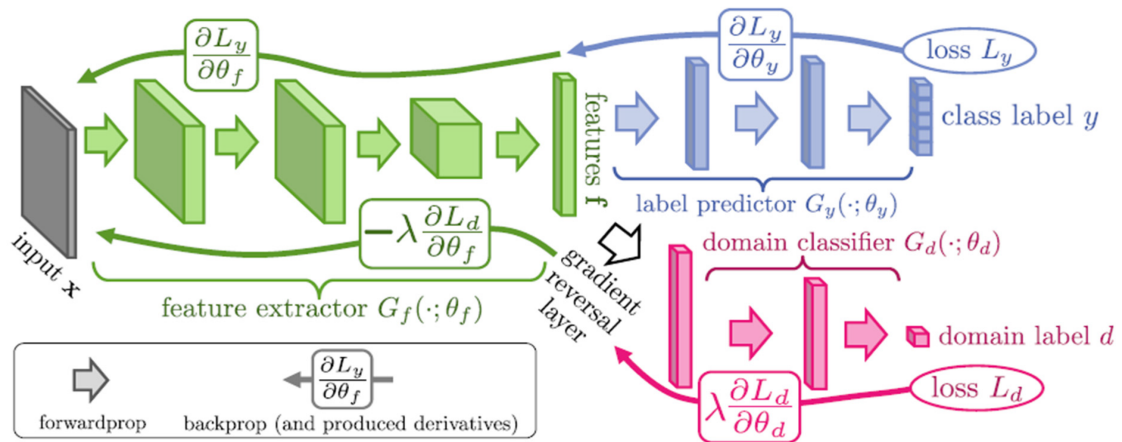 ∂L_y/∂θ_f
∂L_y/∂θ_y
loss L_y
features f
class label y
label predictor G_y(·; θ_y)
−λ ∂L_d/∂θ_f
input x
feature extractor G_f(·; θ_f)
gradient
reversal
layer
domain classifier G_d(·; θ_d)
domain label d
λ ∂L_d/∂θ_d
loss L_d
∂L_y/∂θ_f
forwardprop
backprop (and produced derivatives)